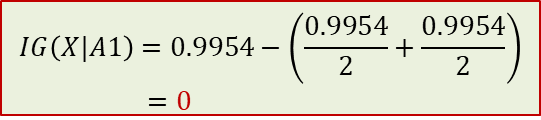 IG(X|A1) = 0.9954 − (0.9954/2 + 0.9954/2)
= 0